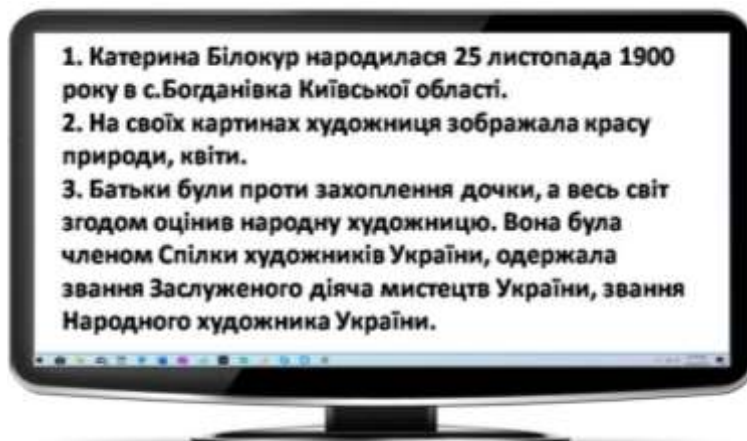 1. Катерина Білокур народилася 25 листопада 1900
року в с.Богданівка Київської області.
2. На своїх картинах художниця зображала красу
природи, квіти.
3. Батьки були проти захоплення дочки, а весь світ
згодом оцінив народну художницю. Вона була
членом Спілки художників України, одержала
звання Заслуженого діяча мистецтв України, звання
Народного художника України.